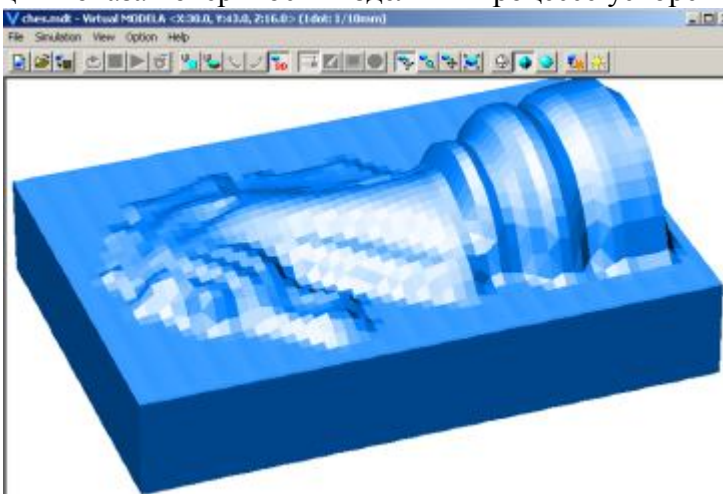 ches.mdt - Virtual MODELA <X:30.0, Y:43.0, Z:16.0> (1dot: 1/10mm)
File Simulation View Option Help